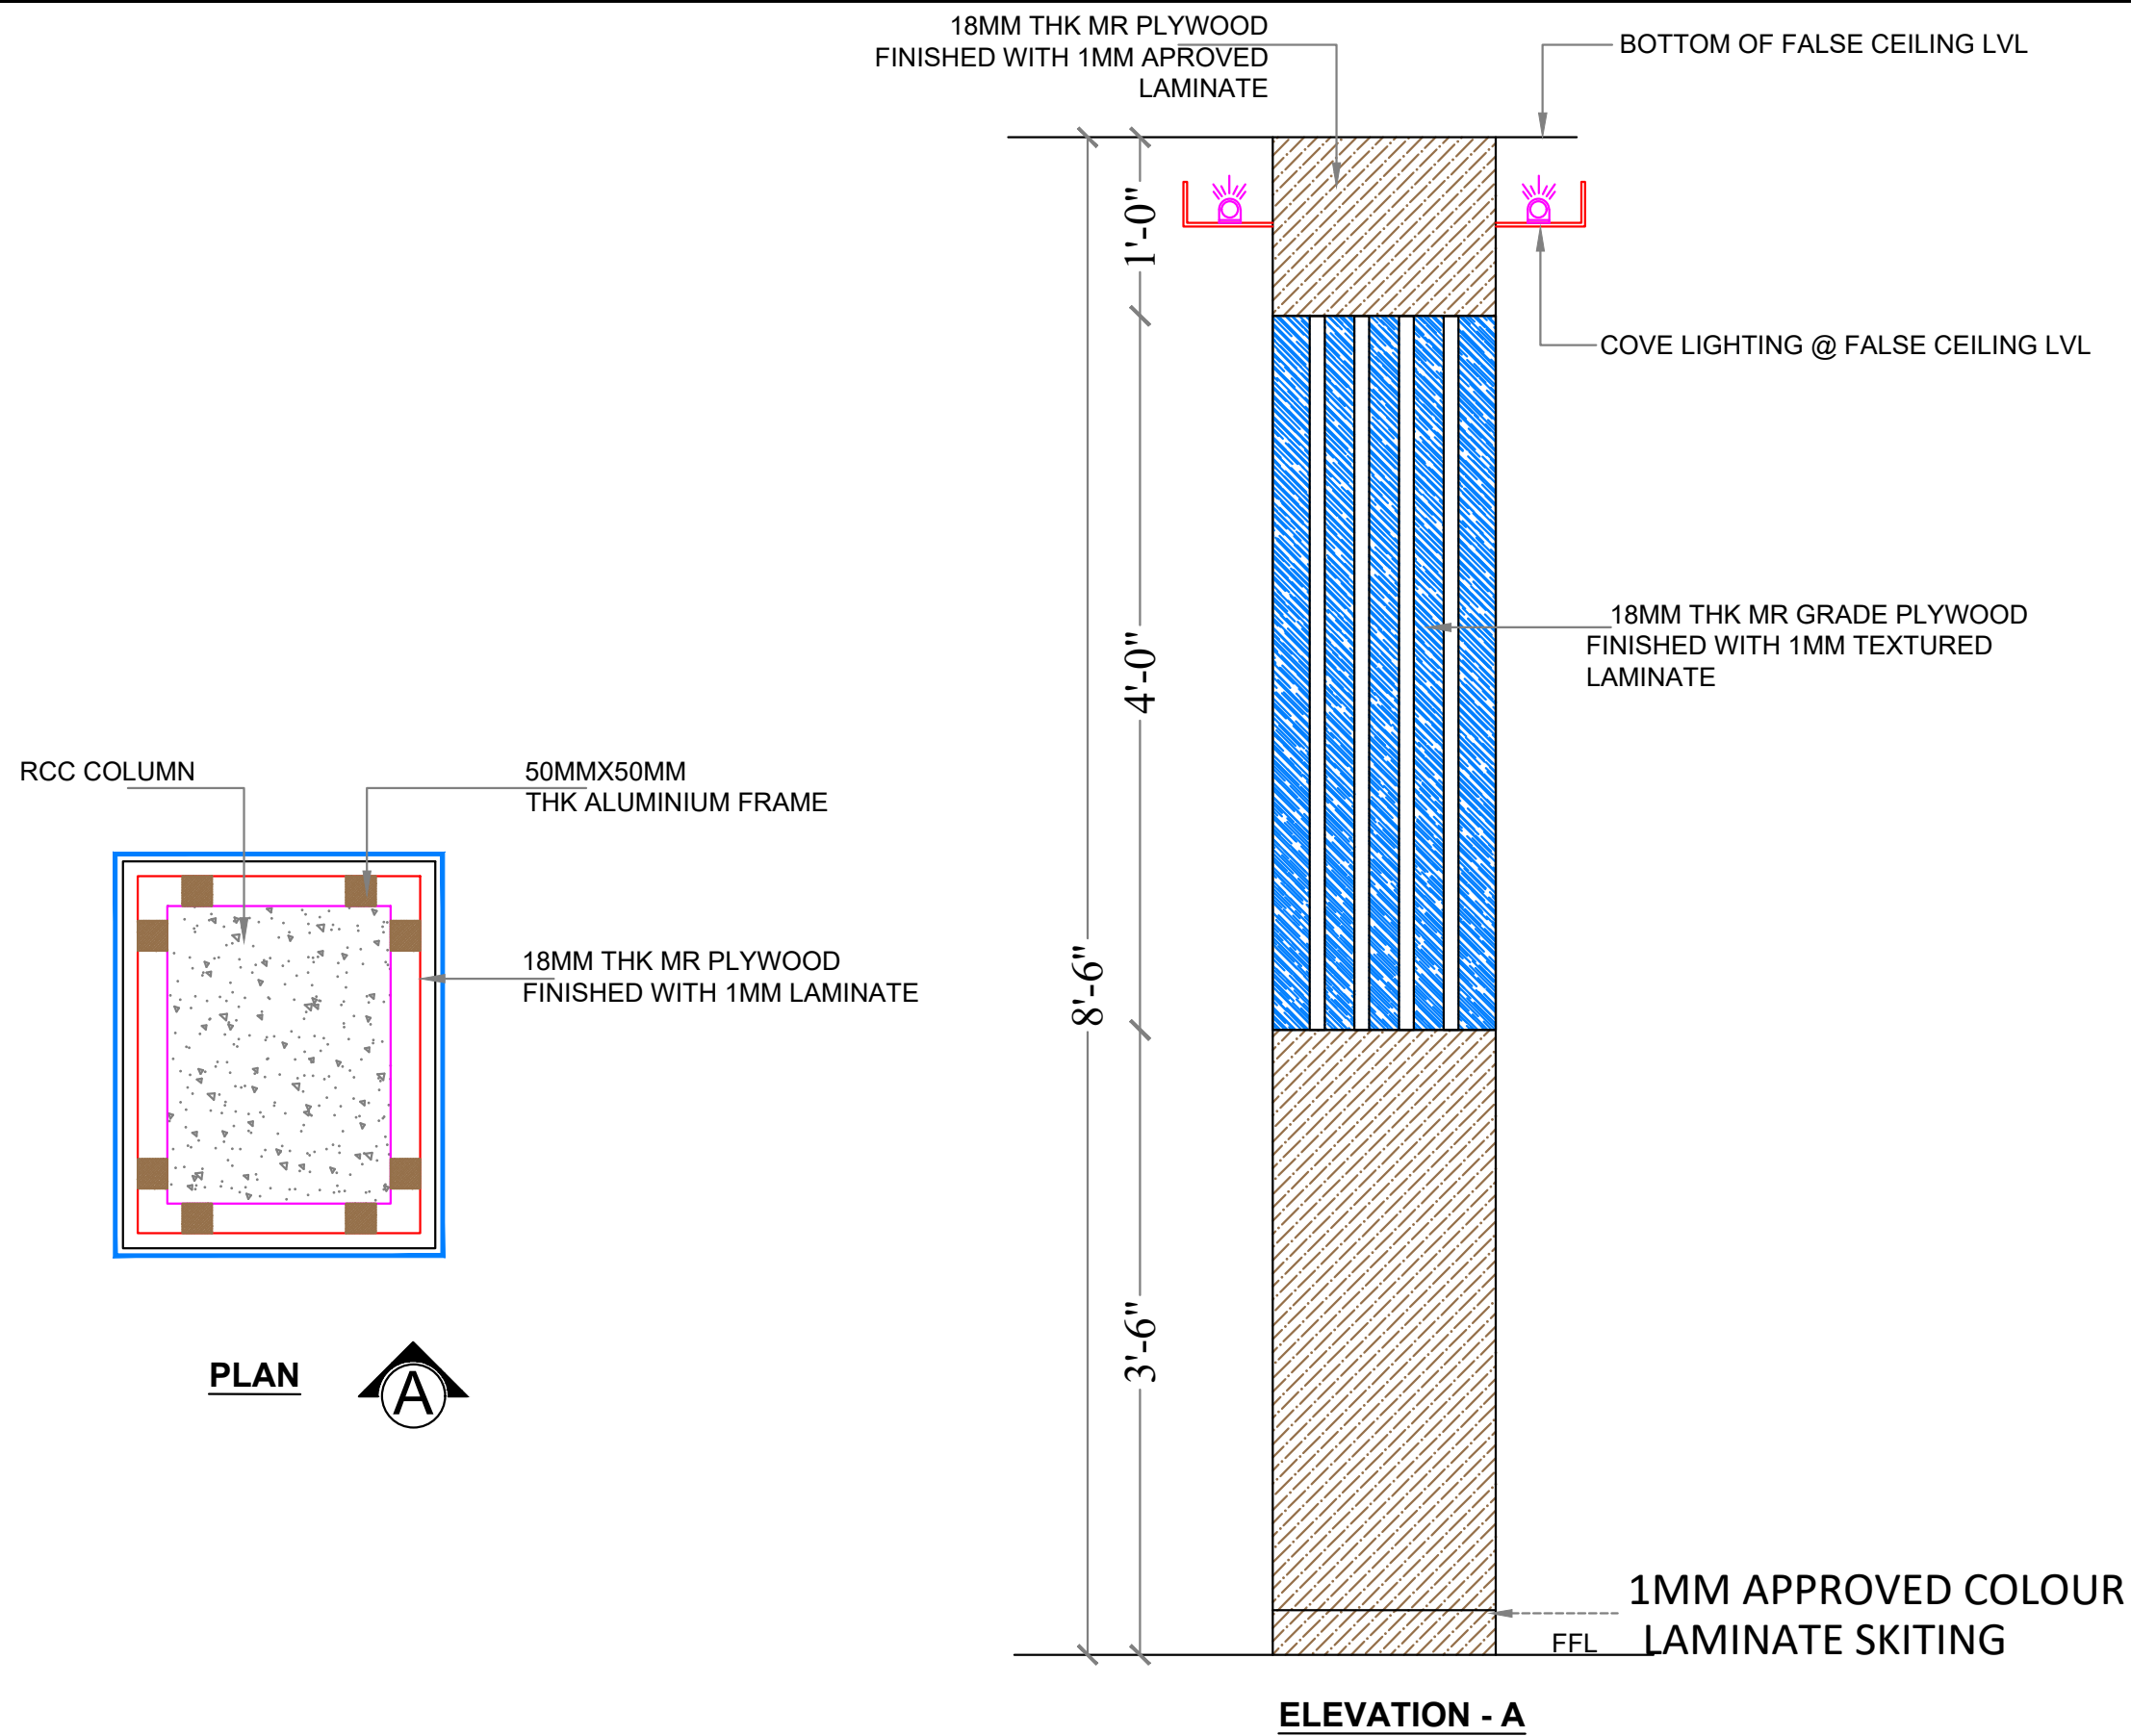 18MM THK MR PLYWOOD
FINISHED WITH 1MM APROVED
LAMINATE
BOTTOM OF FALSE CEILING LVL
1'-0"
COVE LIGHTING @ FALSE CEILING LVL
4'-0"
18MM THK MR GRADE PLYWOOD
FINISHED WITH 1MM TEXTURED
LAMINATE
RCC COLUMN
50MMX50MM
THK ALUMINIUM FRAME
18MM THK MR PLYWOOD
FINISHED WITH 1MM LAMINATE
8'-6"
3'-6"
PLAN
A
1MM APPROVED COLOUR
LAMINATE SKITING
FFL
ELEVATION - A